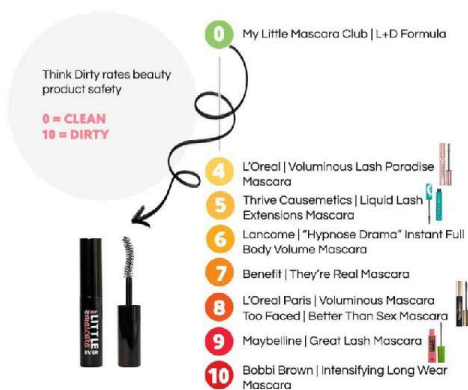 0 My Little Mascara Club | L+D Formula
Think Dirty rates beauty
product safety
0 = CLEAN
10 = DIRTY
4 L'Oreal | Voluminous Lash Paradise
Mascara
5 Thrive Causemetics | Liquid Lash
Extensions Mascara
6 Lancome | "Hypnose Drama" Instant Full
Body Volume Mascara
7 Benefit | They're Real Mascara
8 L'Oreal Paris | Voluminous Mascara
Too Faced | Better Than Sex Mascara
9 Maybelline | Great Lash Mascara
10 Bobbi Brown | Intensifying Long Wear
Mascara
LITTLE
mascara
EVER